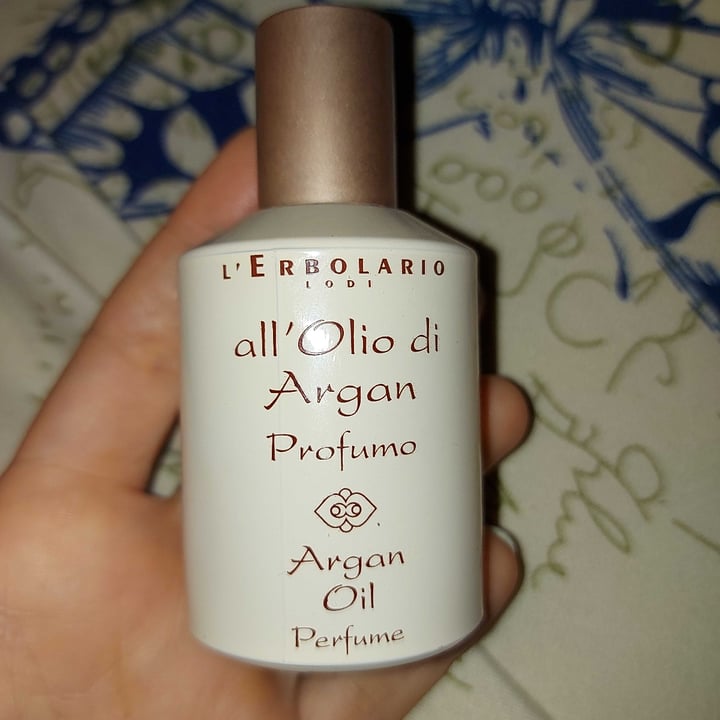 L'ERBOLARIO
LODI
all'Olio di
Argan
Profumo
Argan
Oil
Perfume